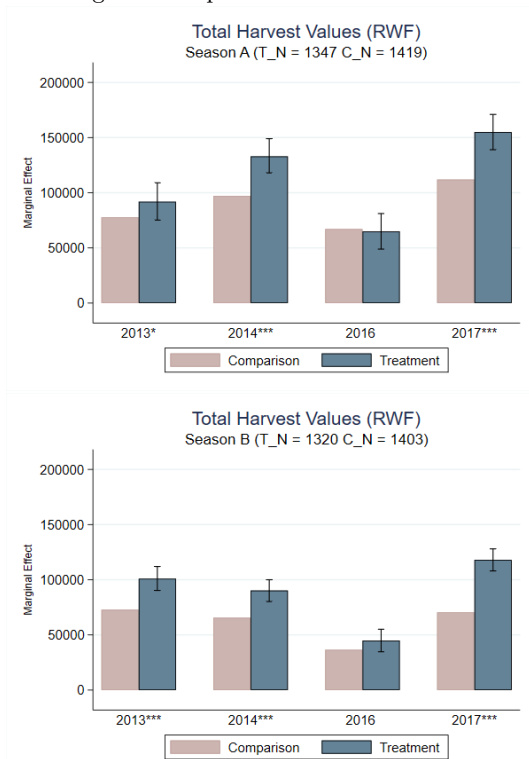 Total Harvest Values (RWF)
Season A (T_N = 1347 C_N = 1419)
Marginal Effect
200000
150000
100000
50000
0
2013* 2014*** 2016 2017***
Comparison Treatment
Total Harvest Values (RWF)
Season B (T_N = 1320 C_N = 1403)
Marginal Effect
200000
150000
100000
50000
0
2013*** 2014*** 2016 2017***
Comparison Treatment